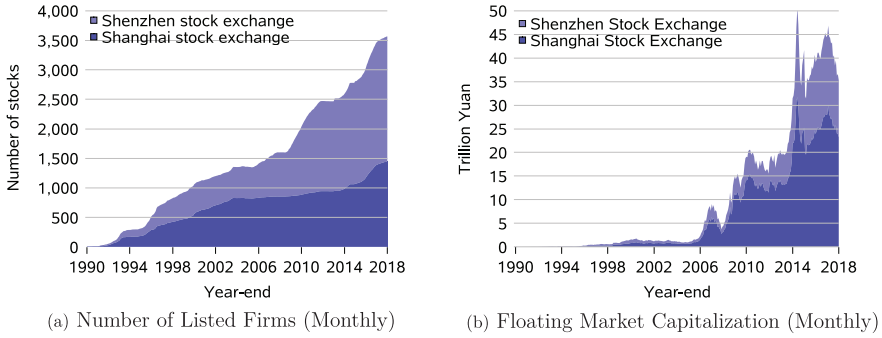 Shenzhen stock exchange
Shanghai stock exchange
4,000
3,500
3,000
2,500
2,000
1,500
1,000
500
0
Number of stocks
1990 1994 1998 2002 2006 2010 2014 2018
Year-end
(a) Number of Listed Firms (Monthly)
Shenzhen Stock Exchange
Shanghai Stock Exchange
50
45
40
35
30
25
20
15
10
5
0
Trillion Yuan
1990 1994 1998 2002 2006 2010 2014 2018
Year-end
(b) Floating Market Capitalization (Monthly)